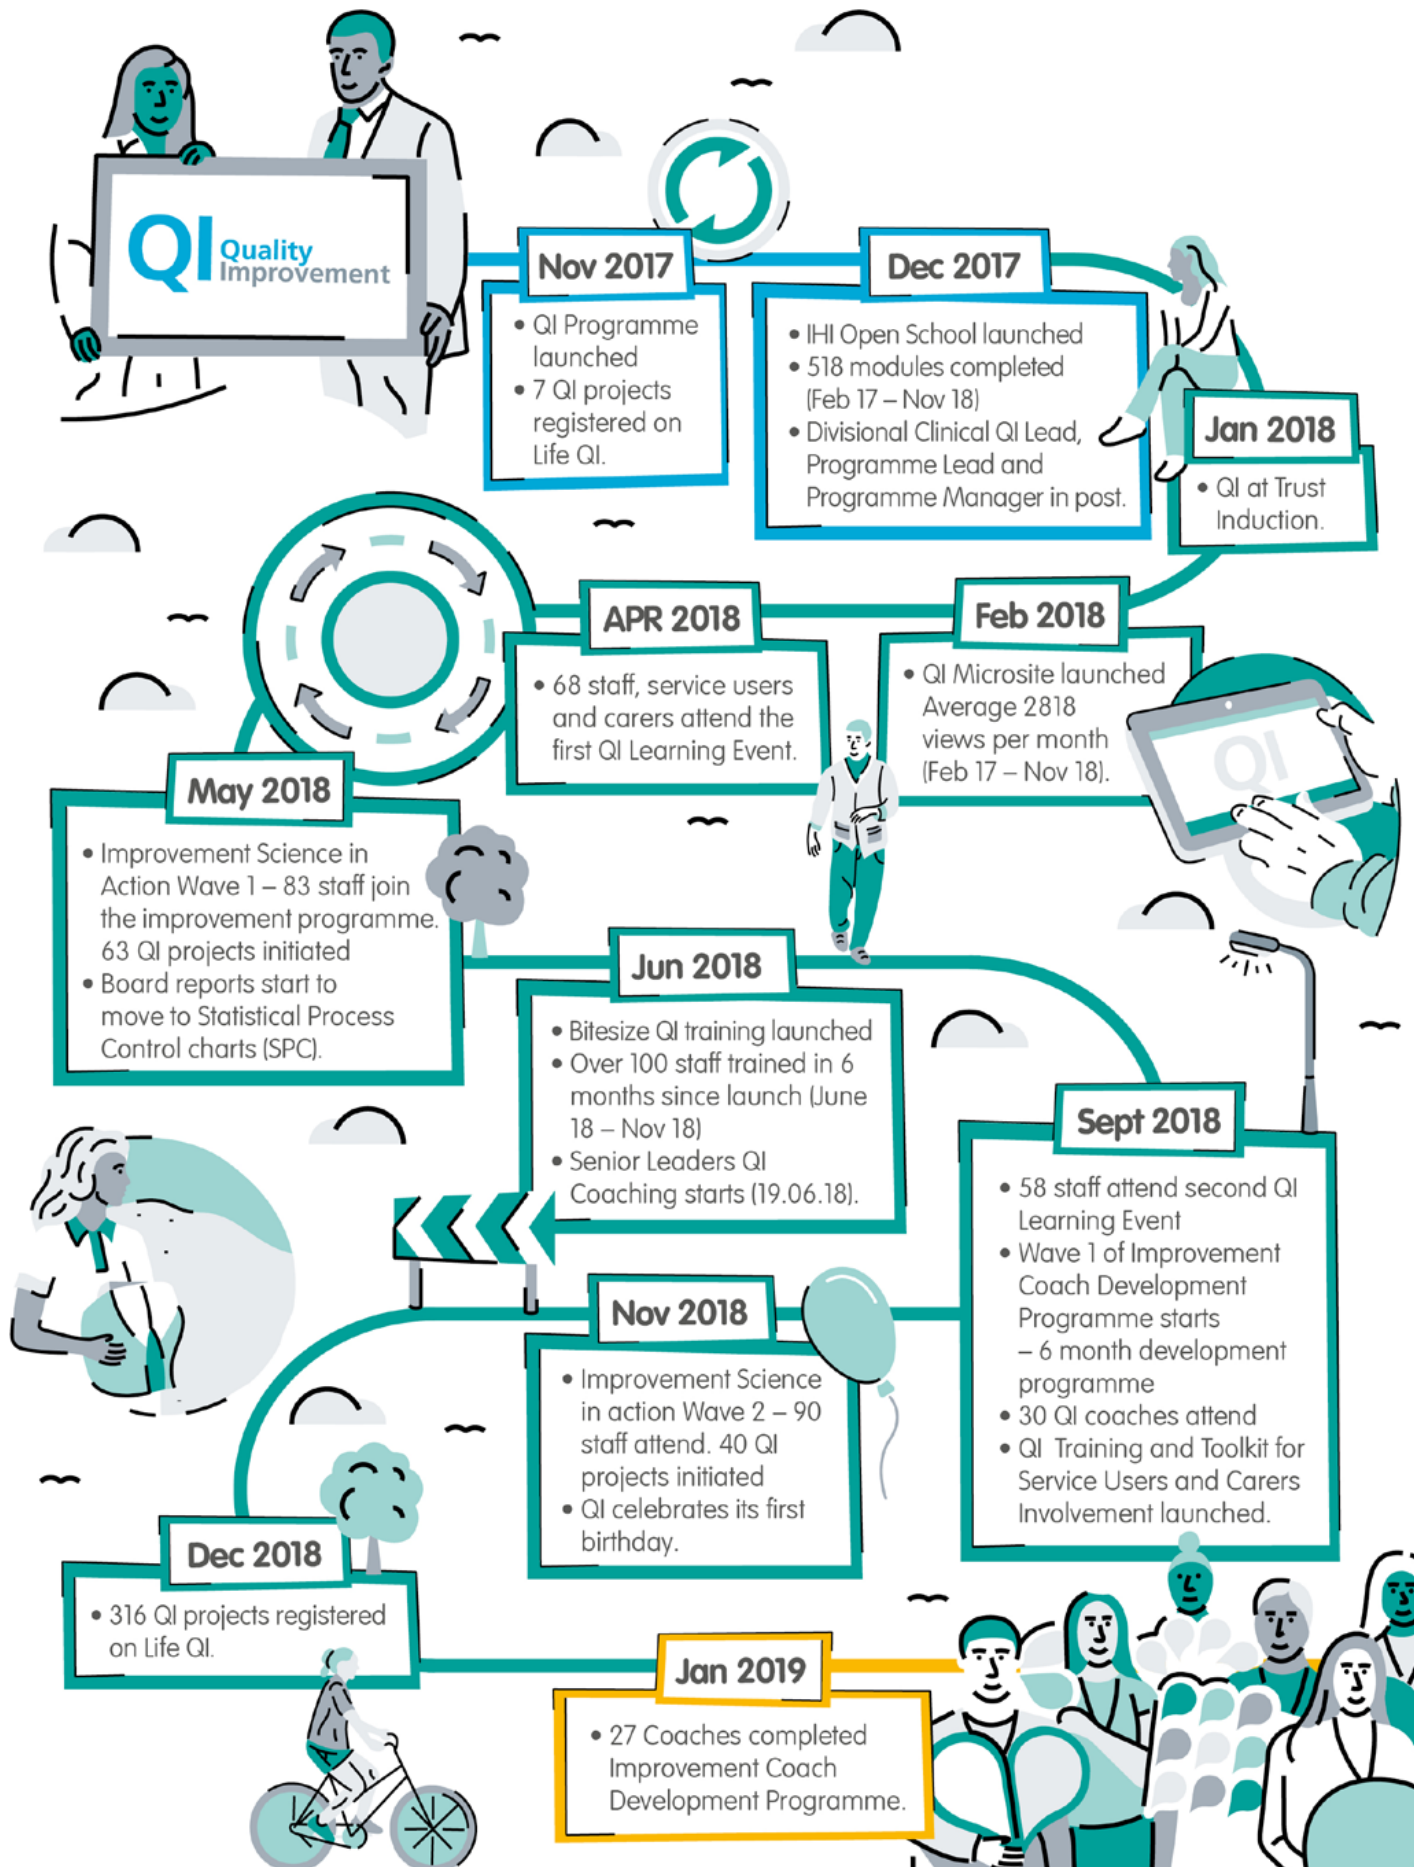 QI Quality
Improvement
Nov 2017
• QI Programme
launched
• 7 QI projects
registered on
Life QI.
Dec 2017
• IHI Open School launched
• 518 modules completed
(Feb 17 – Nov 18)
• Divisional Clinical QI Lead,
Programme Lead and
Programme Manager in post.
Jan 2018
• QI at Trust
Induction.
Feb 2018
• QI Microsite launched
Average 2818
views per month
(Feb 17 – Nov 18).
QI
APR 2018
• 68 staff, service users
and carers attend the
first QI Learning Event.
May 2018
• Improvement Science in
Action Wave 1 – 83 staff join
the improvement programme.
63 QI projects initiated
• Board reports start to
move to Statistical Process
Control charts (SPC).
Jun 2018
• Bitesize QI training launched
• Over 100 staff trained in 6
months since launch (June
18 – Nov 18)
• Senior Leaders QI
Coaching starts (19.06.18).
Sept 2018
• 58 staff attend second QI
Learning Event
• Wave 1 of Improvement
Coach Development
Programme starts
– 6 month development
programme
• 30 QI coaches attend
• QI Training and Toolkit for
Service Users and Carers
Involvement launched.
Nov 2018
• Improvement Science
in action Wave 2 – 90
staff attend. 40 QI
projects initiated
• QI celebrates its first
birthday.
Dec 2018
• 316 QI projects registered
on Life QI.
Jan 2019
• 27 Coaches completed
Improvement Coach
Development Programme.